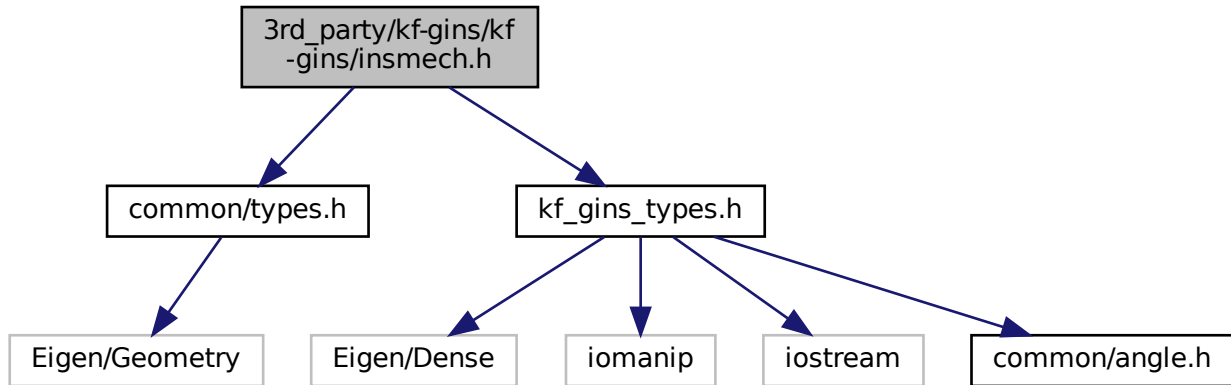 3rd_party/kf-gins/kf
-gins/insmech.h
common/types.h
kf_gins_types.h
Eigen/Geometry
Eigen/Dense
iomanip
iostream
common/angle.h